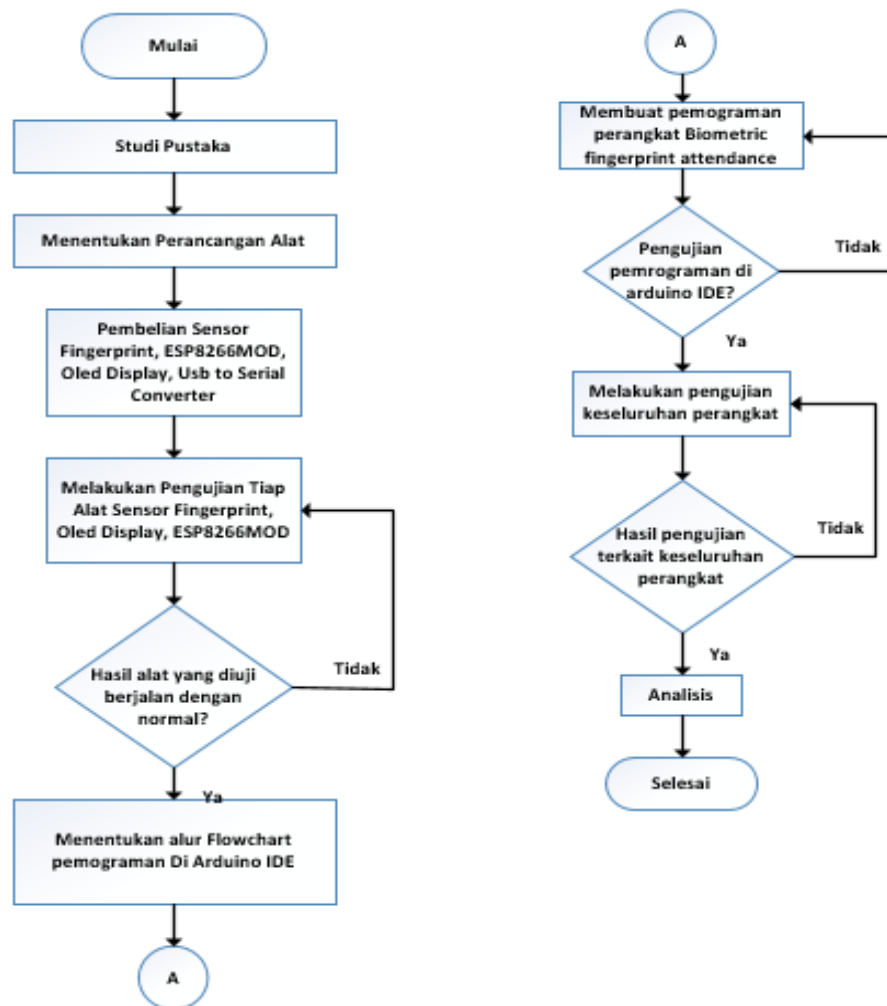 Mulai
Studi Pustaka
Menentukan Perancangan Alat
Pembelian Sensor
Fingerprint, ESP8266MOD,
Oled Display, Usb to Serial
Converter
Melakukan Pengujian Tiap
Alat Sensor Fingerprint,
Oled Display, ESP8266MOD
Hasil alat yang diuji
berjalan dengan
normal?
Tidak
Ya
Menentukan alur Flowchart
pemograman Di Arduino IDE
A
A
Membuat pemograman
perangkat Biometric
fingerprint attendance
Pengujian
pemrograman di
arduino IDE?
Tidak
Ya
Melakukan pengujian
keseluruhan perangkat
Hasil pengujian
terkait keseluruhan
perangkat
Tidak
Ya
Analisis
Selesai